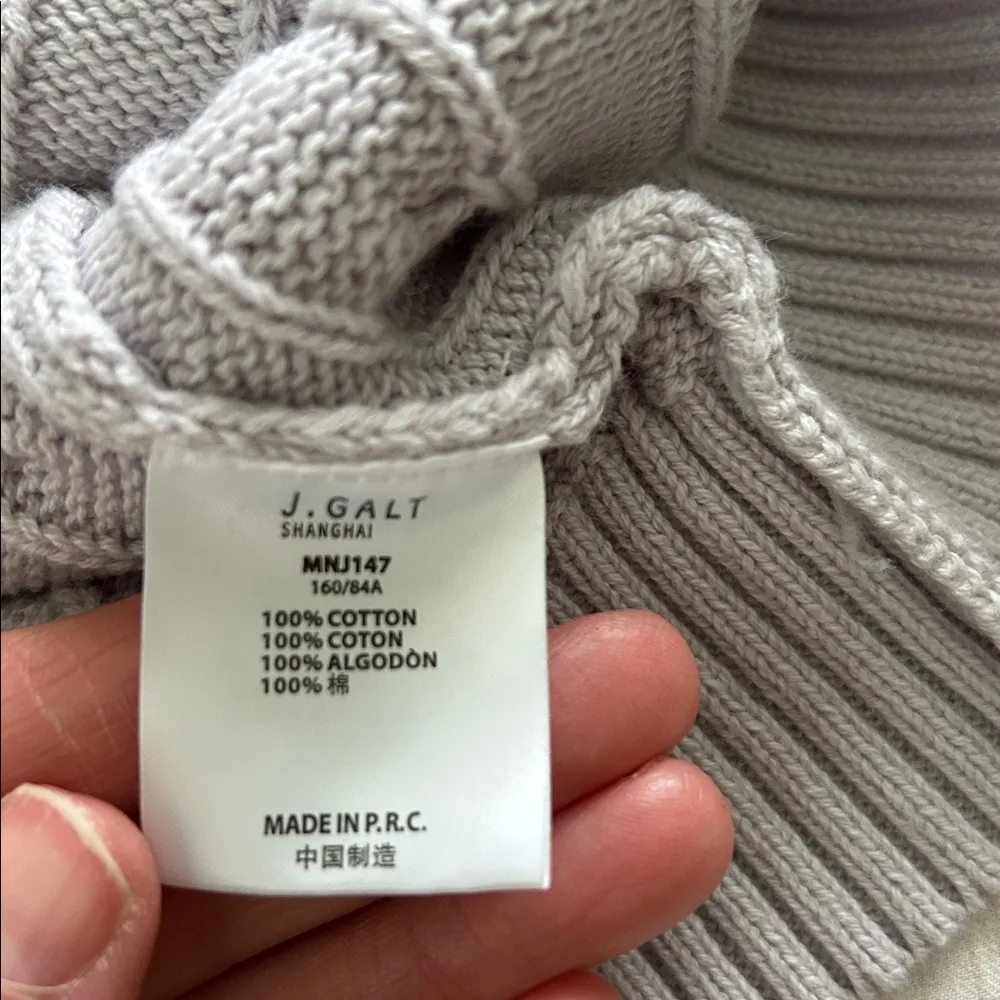 J.GALT
SHANGHAI
MNJ147
160/84A
100% COTTON
100% COTON
100% ALGODÒN
100% 棉
MADE IN P.R.C.
中国制造